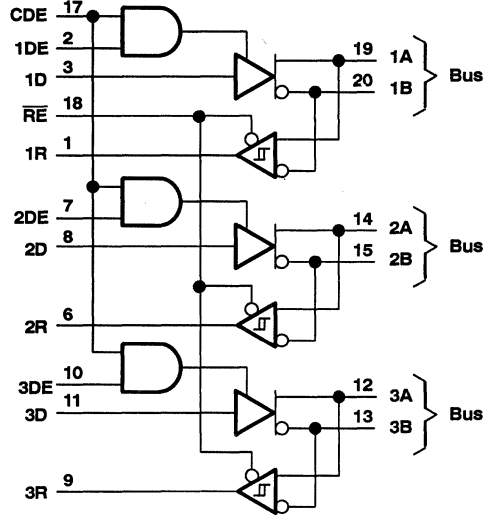 CDE 17
1DE 2
1D 3
RE 18
1R 1
19 1A
20 1B
Bus
2DE 7
2D 8
2R 6
14 2A
15 2B
Bus
3DE 10
3D 11
3R 9
12 3A
13 3B
Bus